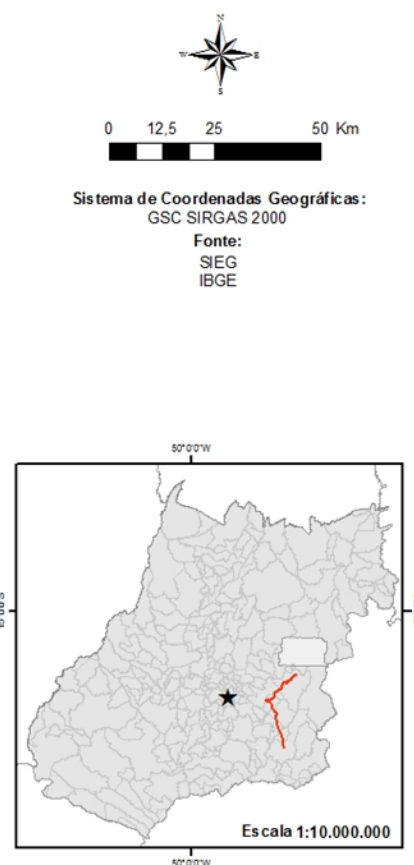 N
W E
S
0 12,5 25 50 Km
Sistema de Coordenadas Geográficas:
GSC SIRGAS 2000
Fonte:
SIEG
IBGE
50°0'0"W
Escala 1:10.000.000
50°0'0"W